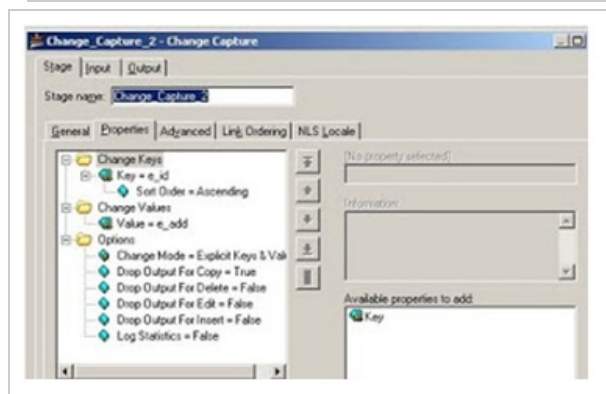 Change_Capture_2 - Change Capture
Stage Input Output
Stage name: Change_Capture_2
General Properties Advanced Link Ordering NLS Locale
Change Keys
Key = e_id
Sort Order = Ascending
Change Values
Value = e_add
Options
Change Mode = Explicit Keys & Val
Drop Output For Copy = True
Drop Output For Delete = False
Drop Output For Edit = False
Drop Output For Insert = False
Log Statistics = False
[No property selected]
Information:
Available properties to add:
Key